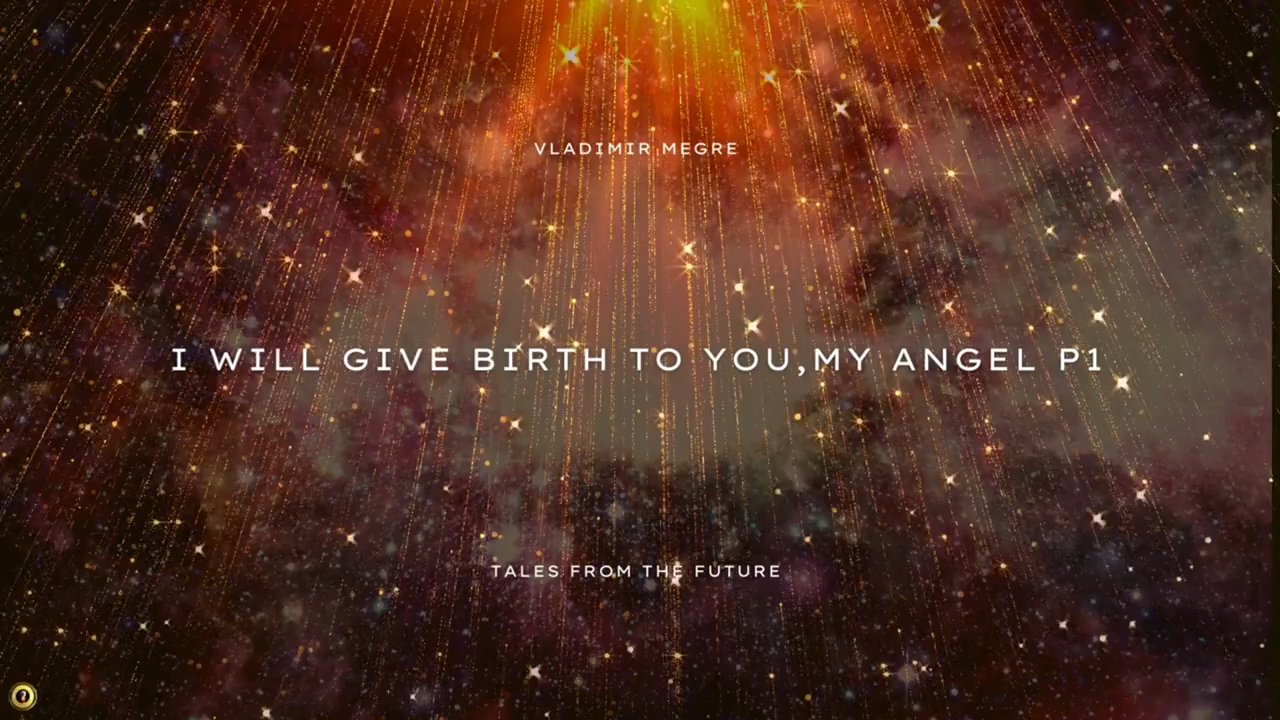 VLADIMIR MEGRE
I WILL GIVE BIRTH TO YOU,MY ANGEL P1
TALES FROM THE FUTURE